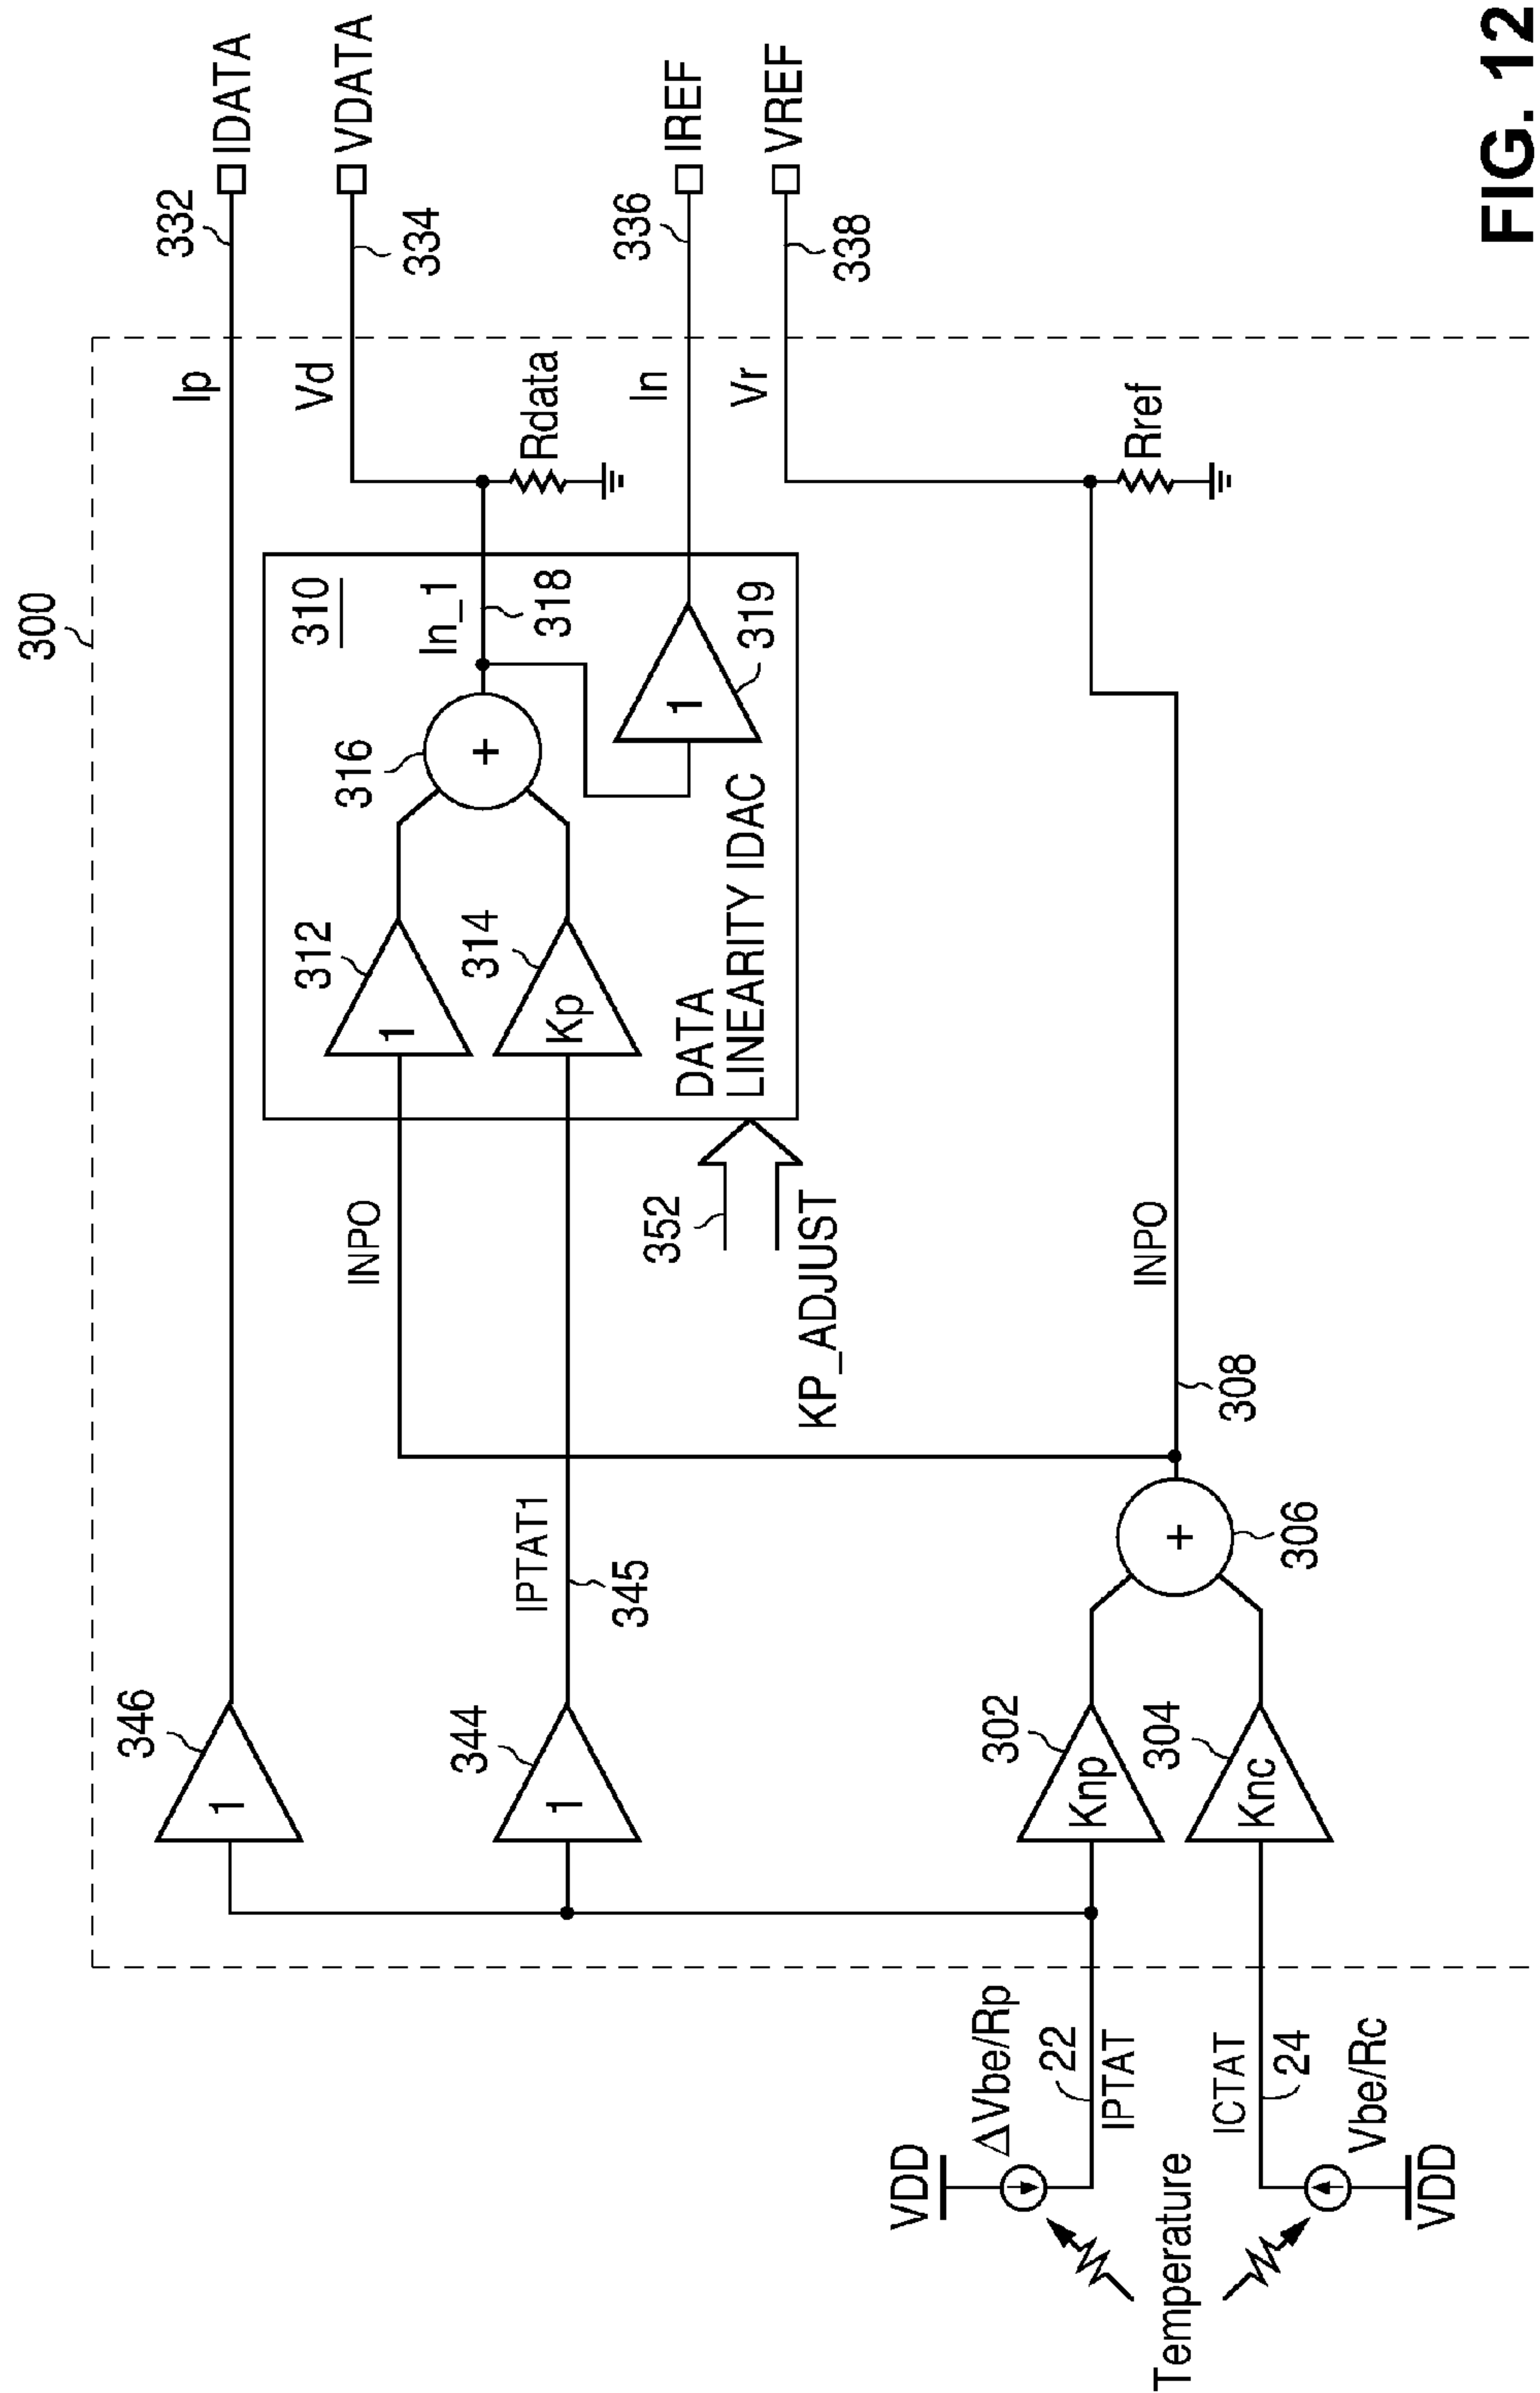 300
346
1
332
IDATA
Ip
334
VDATA
Vd
INPO
312
1
316
+
310
In_1
318
Rdata
344
1
IPTAT1
345
314
Kp
352
KP_ADJUST
DATA
LINEARITY IDAC
1
319
In
336
IREF
Vr
338
VREF
VDD
ΔVbe/Rp
22
IPTAT
302
Knp
306
+
INPO
308
Rref
Temperature
ICTAT
24
304
Knc
Vbe/Rc
VDD
FIG. 12